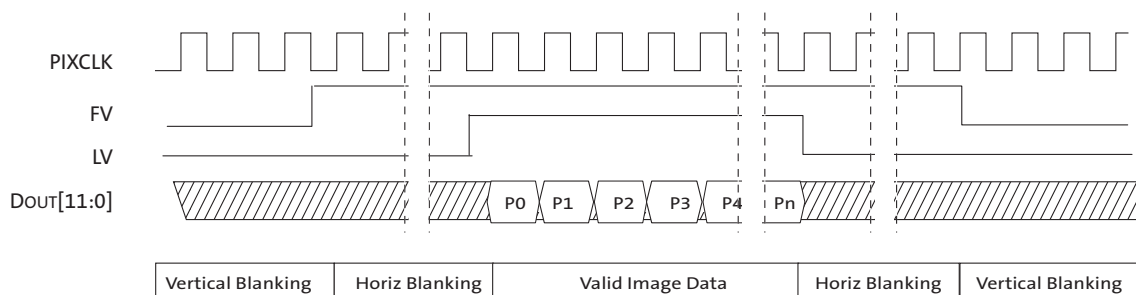 PIXCLK
FV
LV
DOUT[11:0]
P0 P1 P2 P3 P4 Pn
Vertical Blanking Horiz Blanking Valid Image Data Horiz Blanking Vertical Blanking